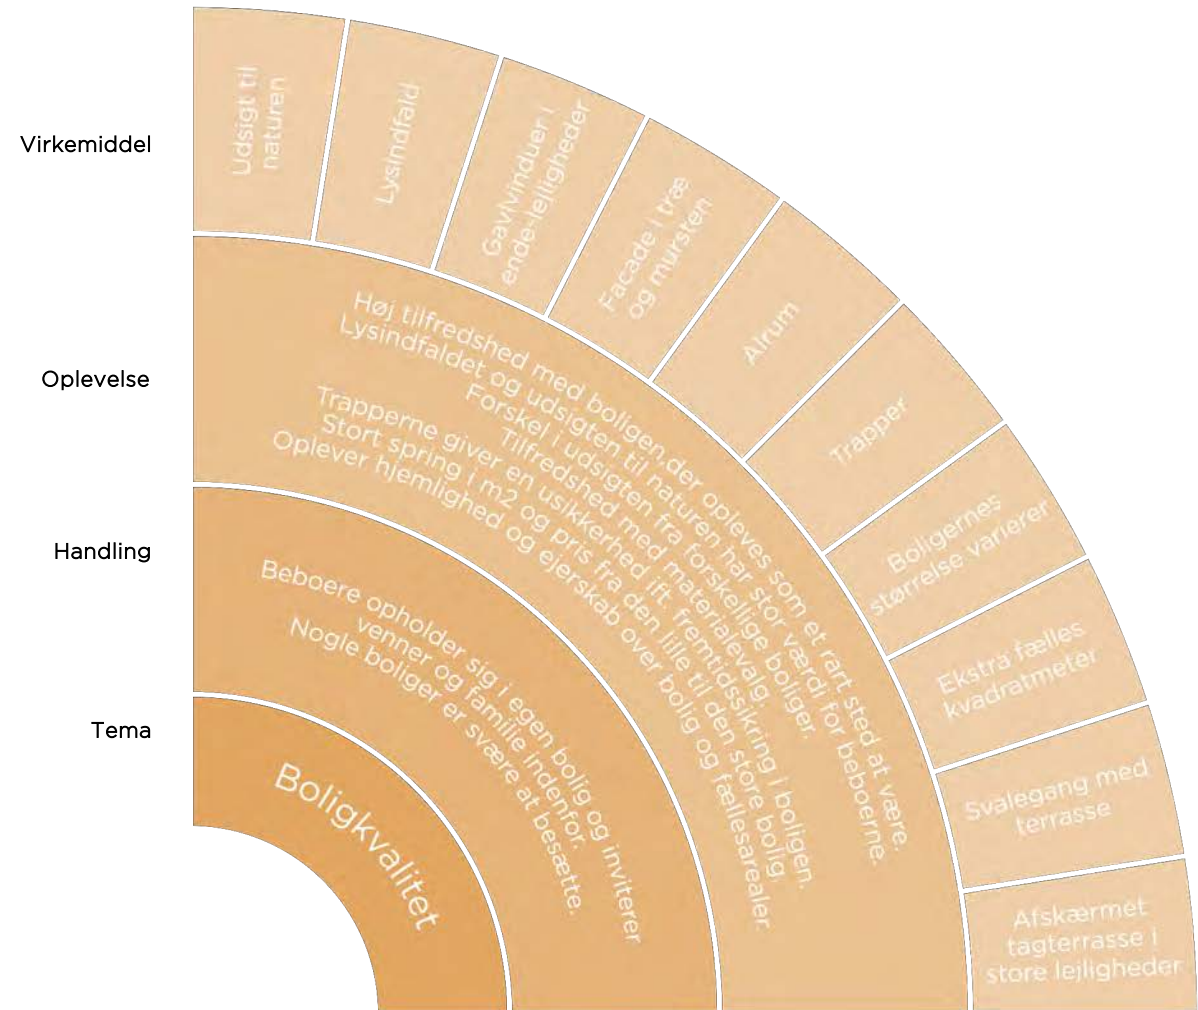 Virkemiddel
Udsigt til
naturen
Lysindfald
Gavlvinduer i
ende-lejligheder
Facade i træ
og mursten
Alrum
Trapper
Boligernes
størrelse varierer
Ekstra fælles
kvadratmeter
Svalegang med
terrasse
Afskærmet
tagterrasse i
store lejligheder
Oplevelse
Høj tilfredshed med boligen der opleves som et rart sted at være.
Lysindfaldet og udsigten til naturen har stor værdi for beboerne.
Forskel i udsigten fra forskellige boliger.
Tilfredshed med materialevalg.
Trapperne giver en usikkerhed ift. fremtidssikring i boligen.
Stort spring i m2 og pris fra den lille til den store bolig.
Oplever hjemlighed og ejerskab over bolig og fællesarealer.
Handling
Beboere opholder sig i egen bolig og inviterer
venner og familie indenfor.
Nogle boliger er svære at besætte.
Tema
Boligkvalitet